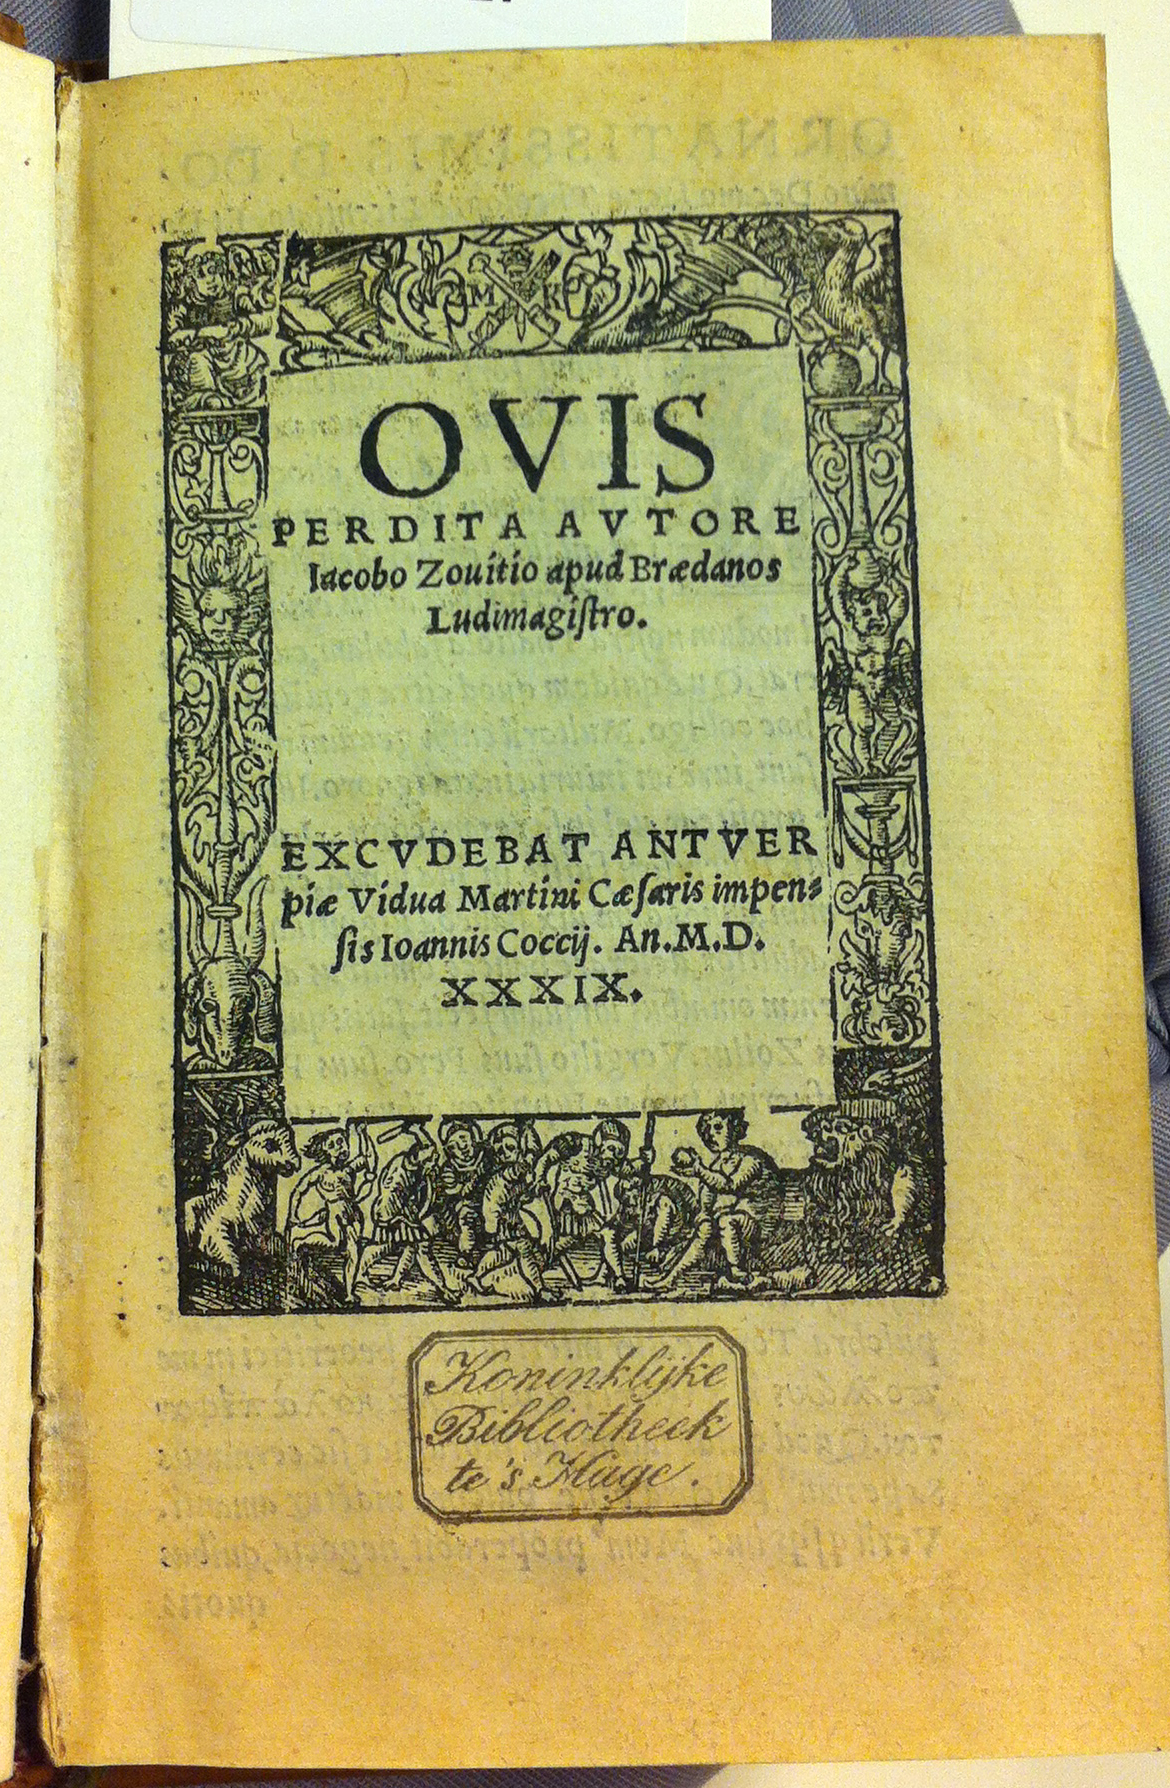 M K
OVIS
PERDITA AVTORE
Iacobo Zouitio apud Brædanos
Ludimagiſtro.
EXCVDEBAT ANTVER
piæ Vidua Martini Cæſaris impen⸗
ſis Ioannis Coccij. An.M.D.
XXXIX.
Koninklijke
Bibliotheek
te 's Hage.